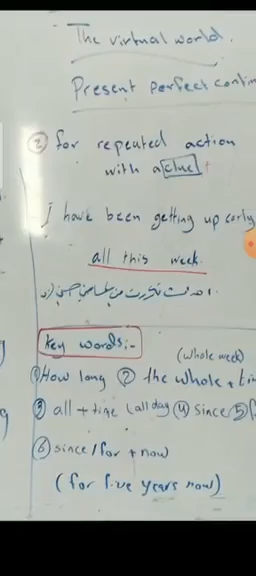 The virtual world.
Present perfect contin
② for repeated action
with a clue
I have been getting up early
all this week.
Key words:-
(whole week)
① How long ② the whole + tim
③ all + time (all day) ④ since ⑤ f
⑥ since/for + now
(for five years now)